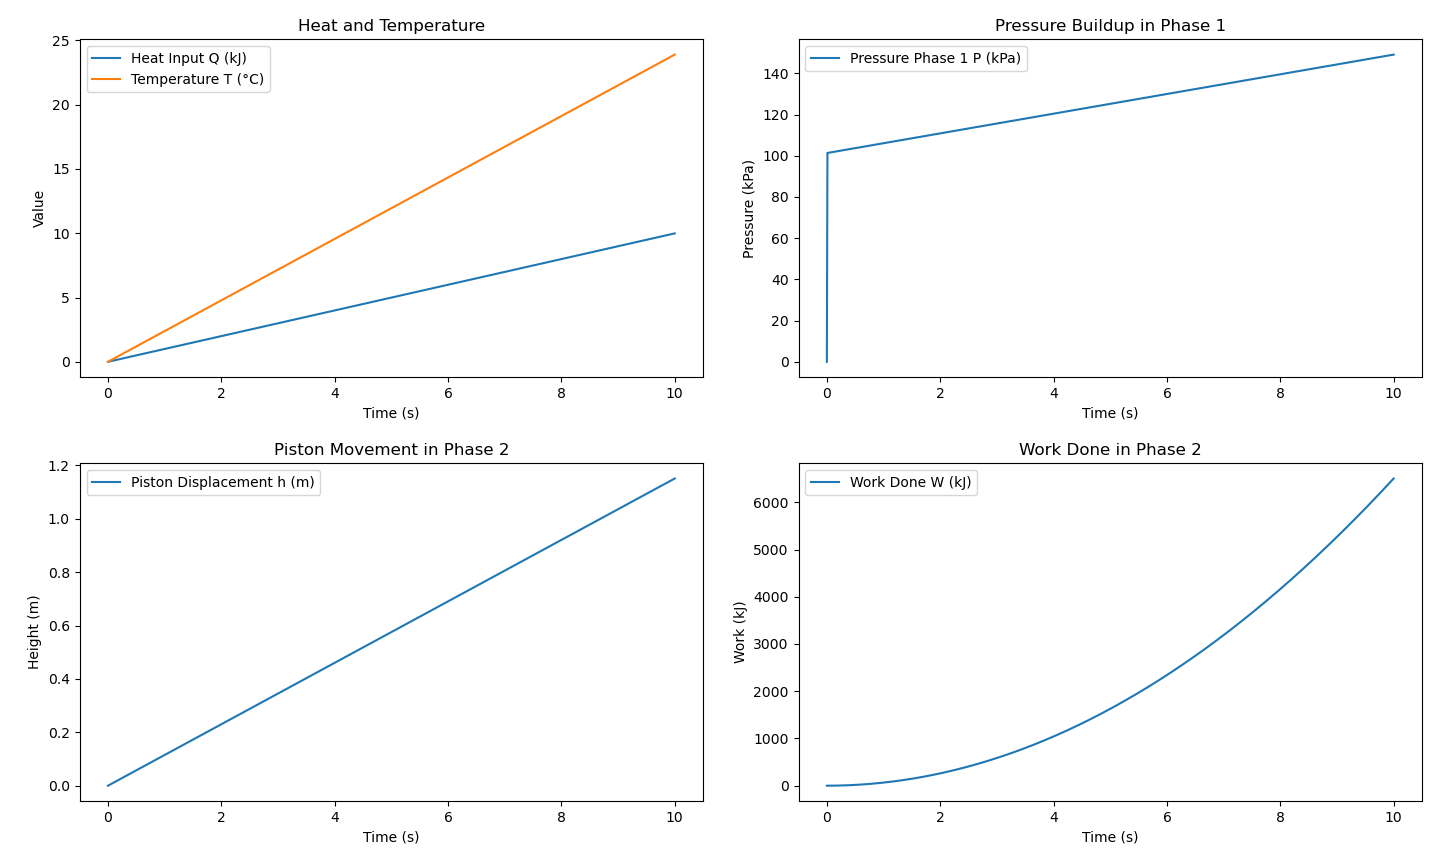 Heat and Temperature
Heat Input Q (kJ)
Temperature T (°C)
Value
25
20
15
10
5
0
0 2 4 6 8 10
Time (s)
Pressure Buildup in Phase 1
Pressure Phase 1 P (kPa)
Pressure (kPa)
140
120
100
80
60
40
20
0
0 2 4 6 8 10
Time (s)
Piston Movement in Phase 2
Piston Displacement h (m)
Height (m)
1.2
1.0
0.8
0.6
0.4
0.2
0.0
0 2 4 6 8 10
Time (s)
Work Done in Phase 2
Work Done W (kJ)
Work (kJ)
6000
5000
4000
3000
2000
1000
0
0 2 4 6 8 10
Time (s)